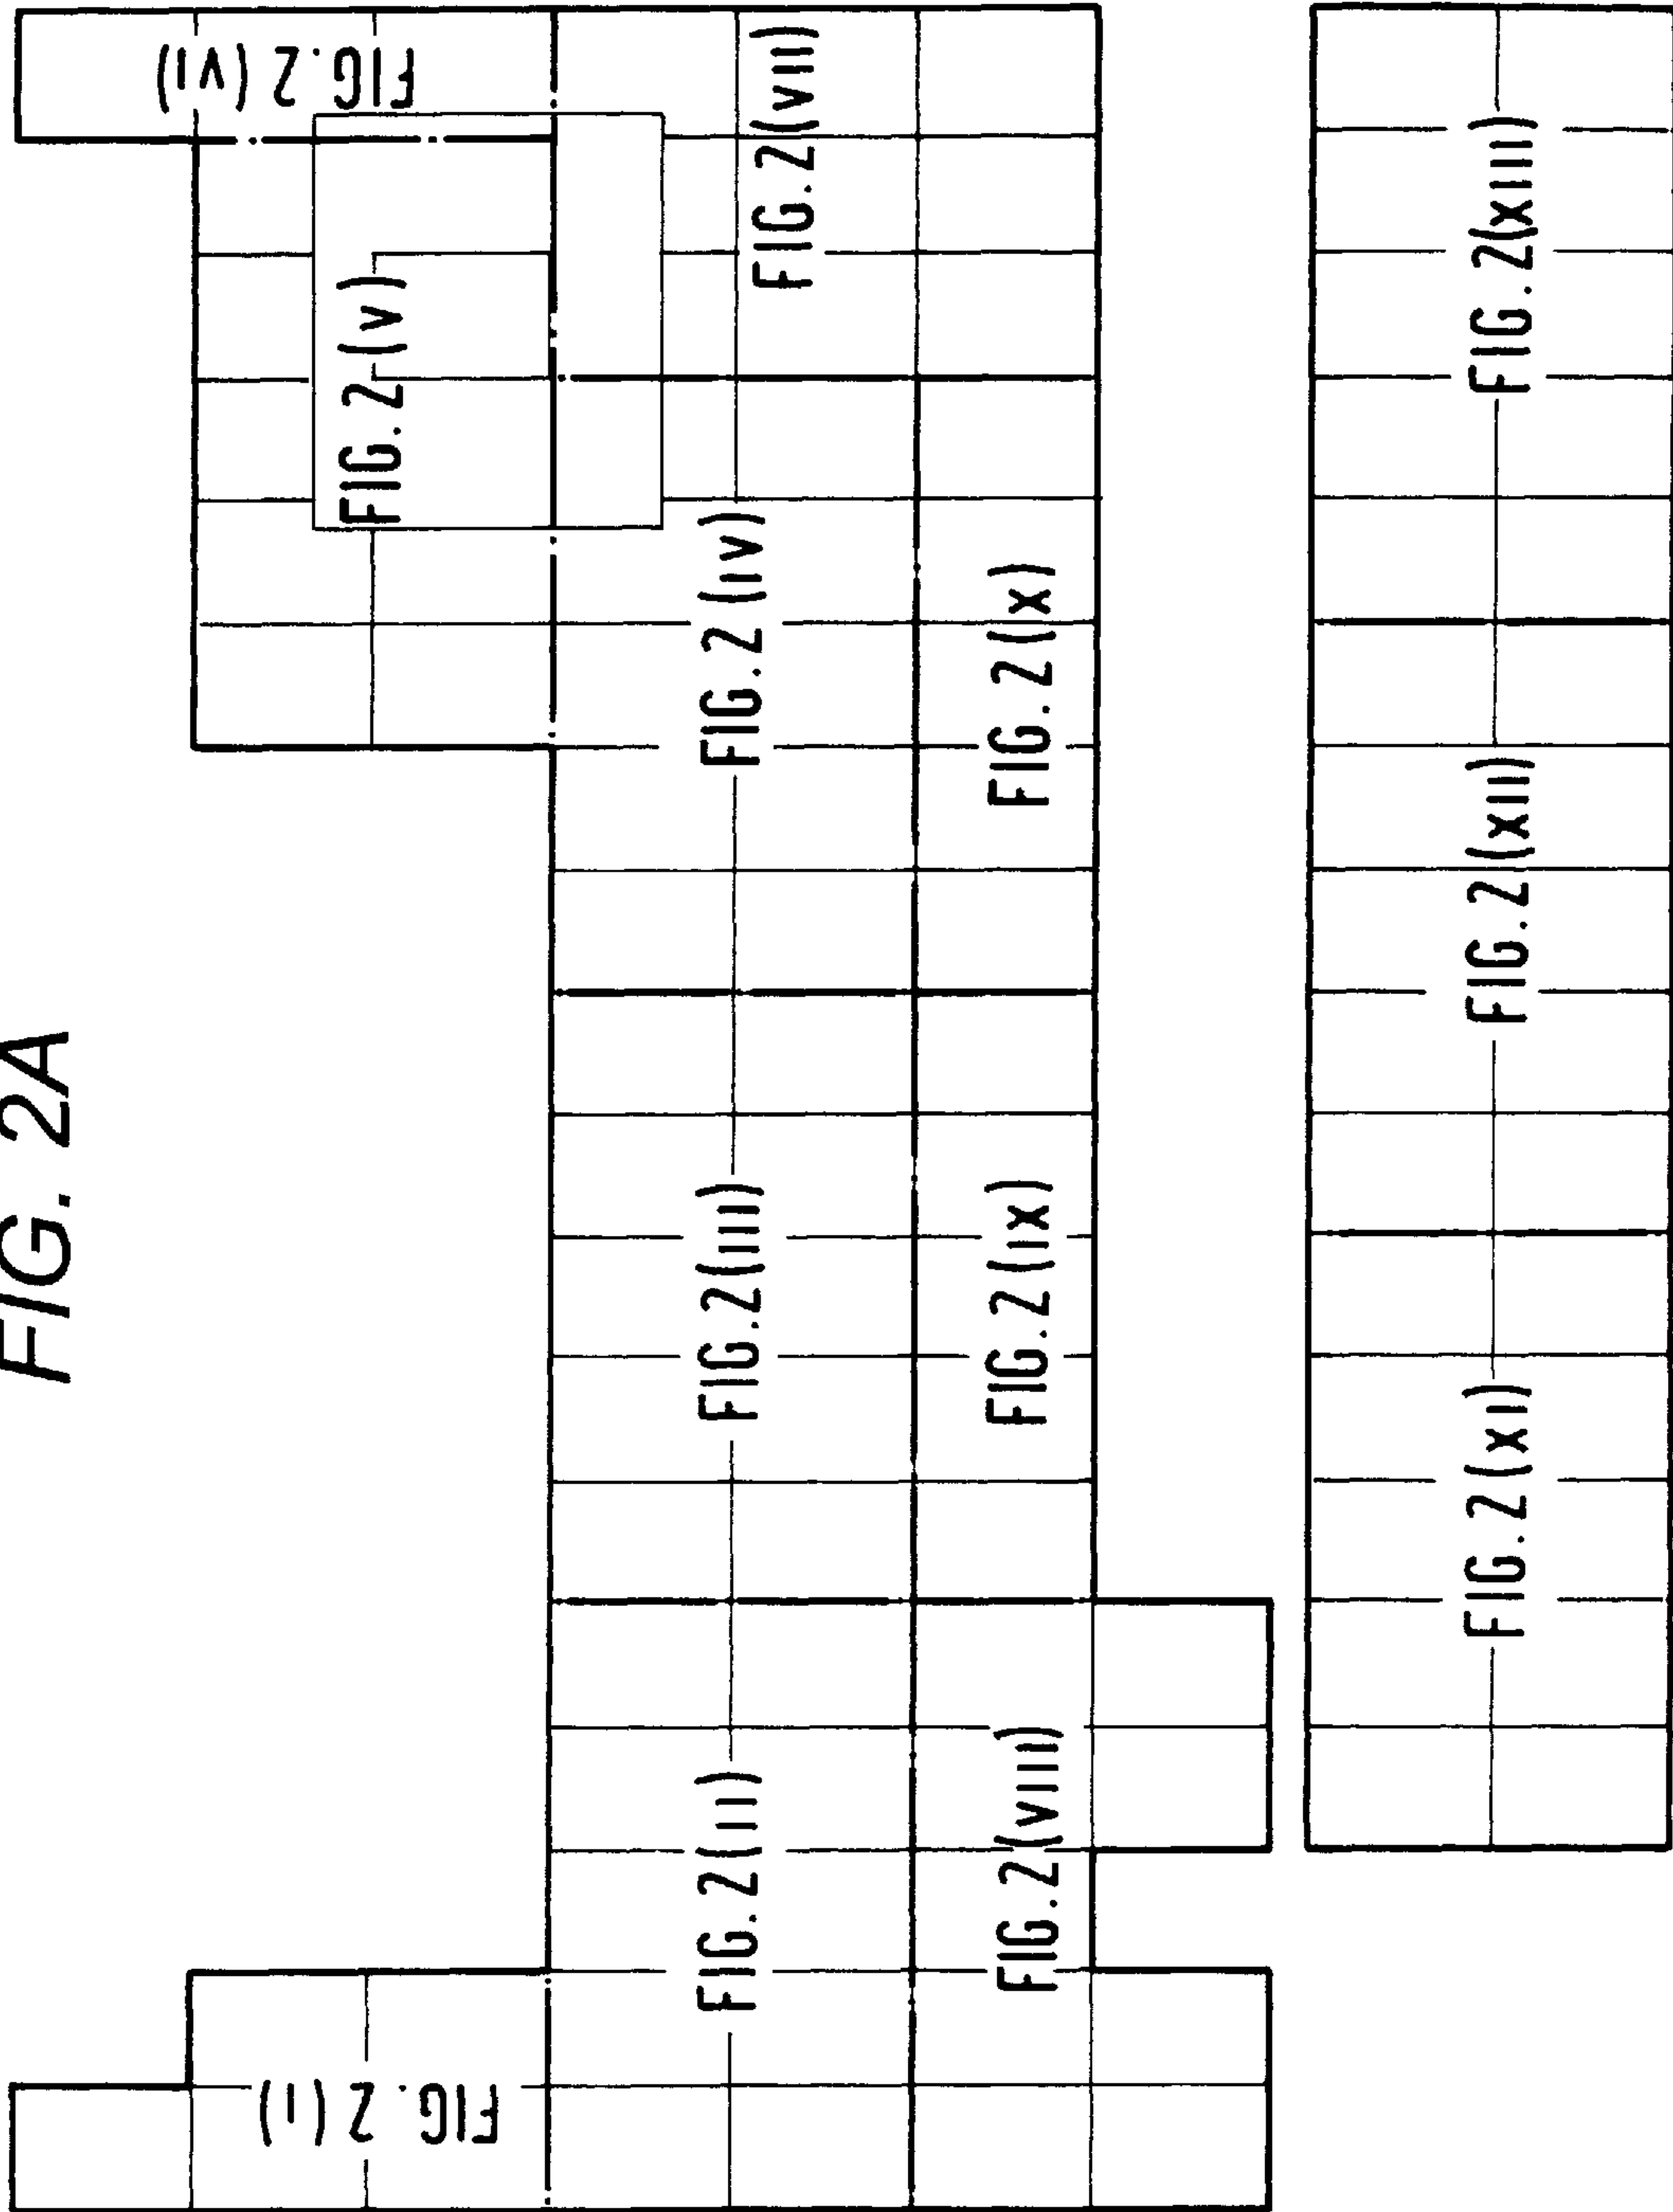 FIG. 2A
FIG. 2 (I)
FIG. 2 (II)
FIG. 2 (III)
FIG. 2 (IV)
FIG. 2 (V)
FIG. 2 (VI)
FIG. 2 (VII)
FIG. 2 (VIII)
FIG. 2 (IX)
FIG. 2 (X)
FIG. 2 (XI)
FIG. 2 (XII)
FIG. 2 (XIII)